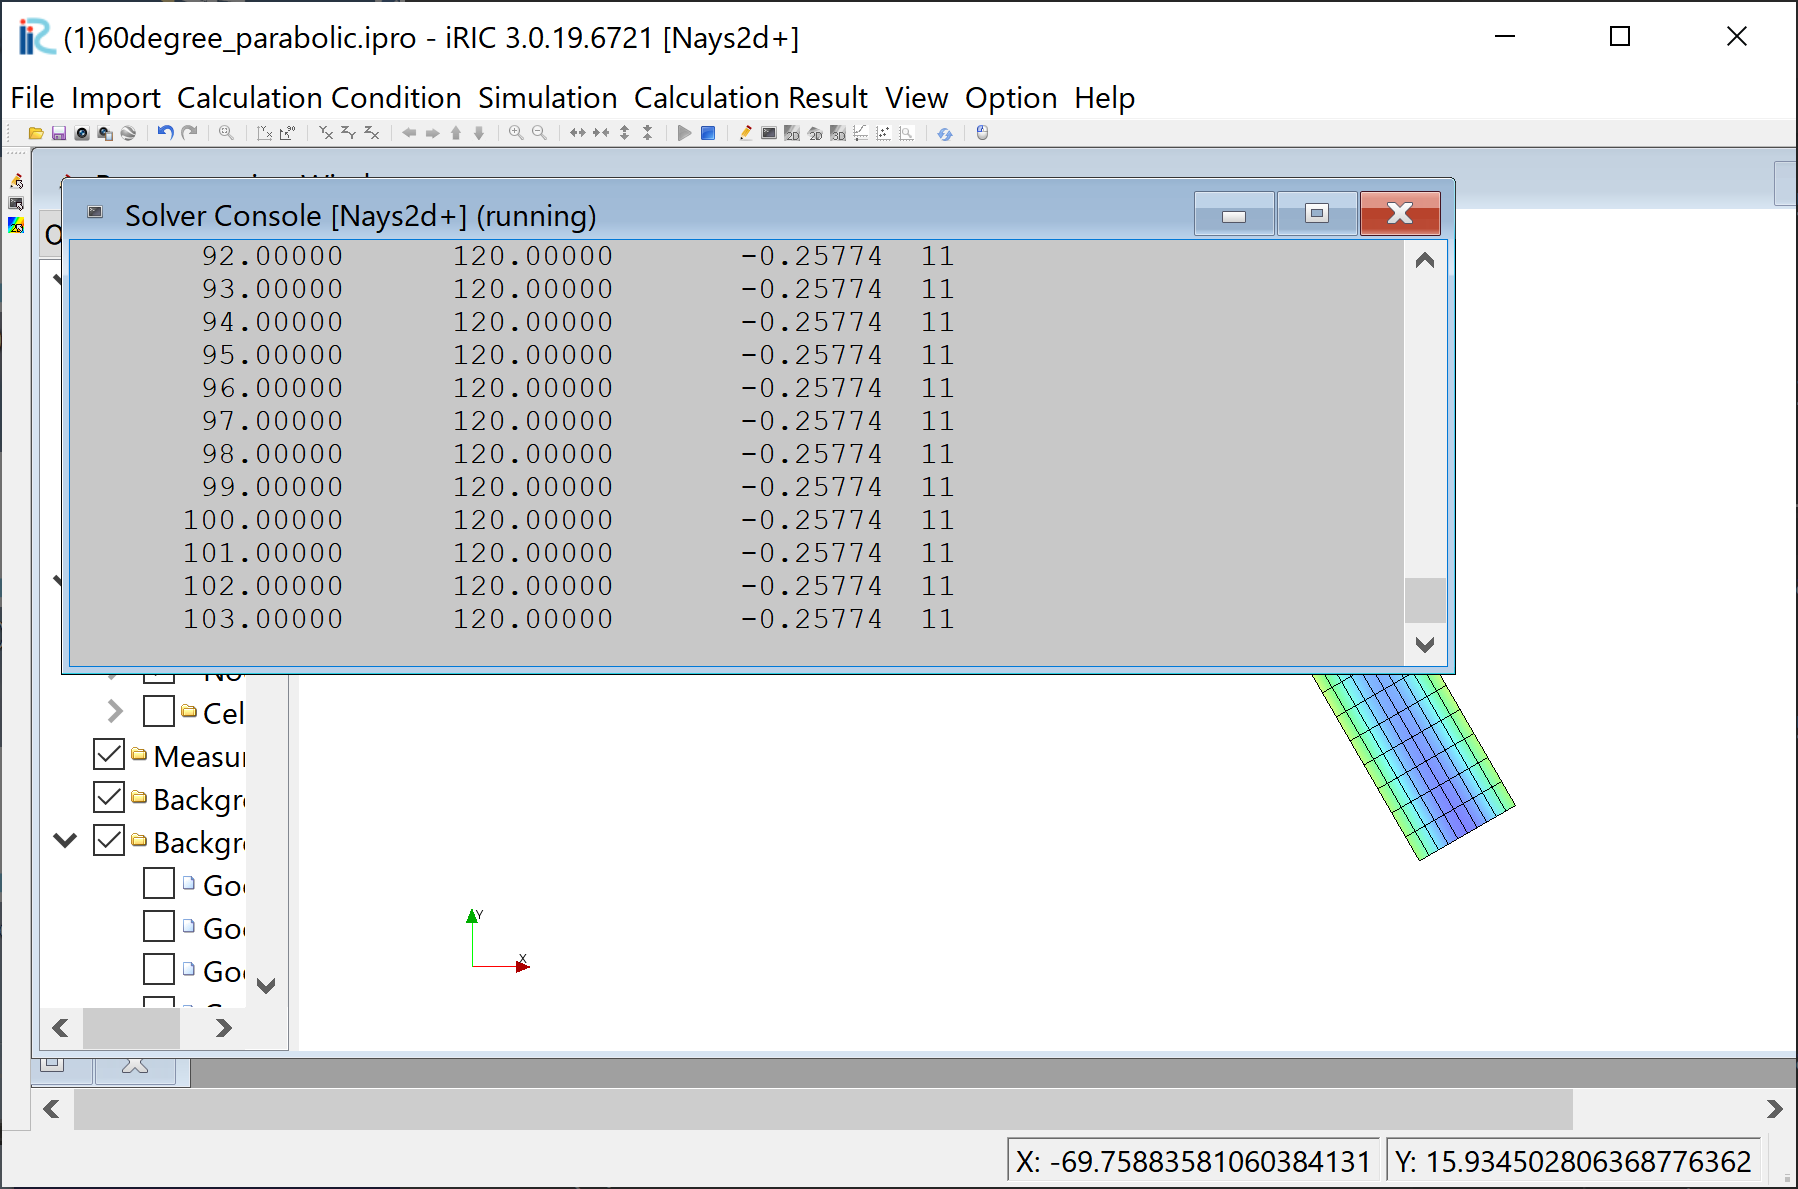 (1)60degree_parabolic.ipro - iRIC 3.0.19.6721 [Nays2d+]
File Import Calculation Condition Simulation Calculation Result View Option Help
Solver Console [Nays2d+] (running)
92.00000 120.00000 -0.25774 11
93.00000 120.00000 -0.25774 11
94.00000 120.00000 -0.25774 11
95.00000 120.00000 -0.25774 11
96.00000 120.00000 -0.25774 11
97.00000 120.00000 -0.25774 11
98.00000 120.00000 -0.25774 11
99.00000 120.00000 -0.25774 11
100.00000 120.00000 -0.25774 11
101.00000 120.00000 -0.25774 11
102.00000 120.00000 -0.25774 11
103.00000 120.00000 -0.25774 11
Cel
Measu
Backgr
Backgr
Go
Go
Go
Y
X
X: -69.75883581060384131 Y: 15.934502806368776362